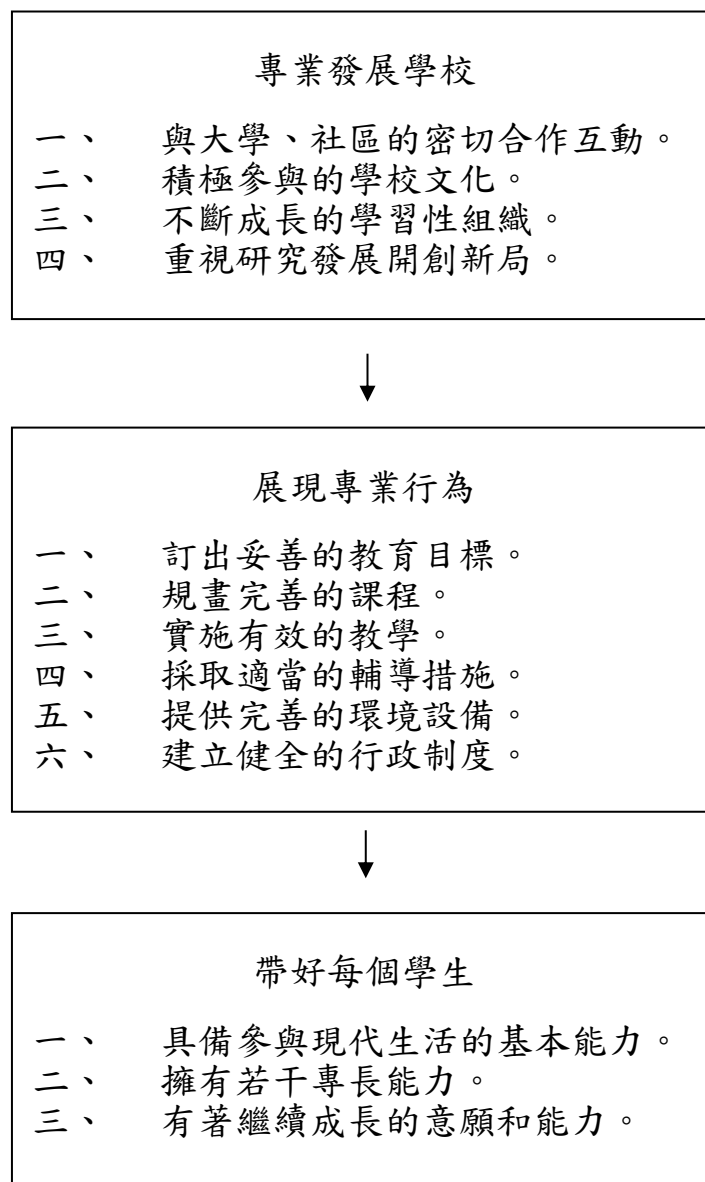 專業發展學校
一、 與大學、社區的密切合作互動。
二、 積極參與的學校文化。
三、 不斷成長的學習性組織。
四、 重視研究發展開創新局。
展現專業行為
一、 訂出妥善的教育目標。
二、 規畫完善的課程。
三、 實施有效的教學。
四、 採取適當的輔導措施。
五、 提供完善的環境設備。
六、 建立健全的行政制度。
帶好每個學生
一、 具備參與現代生活的基本能力。
二、 擁有若干專長能力。
三、 有著繼續成長的意願和能力。